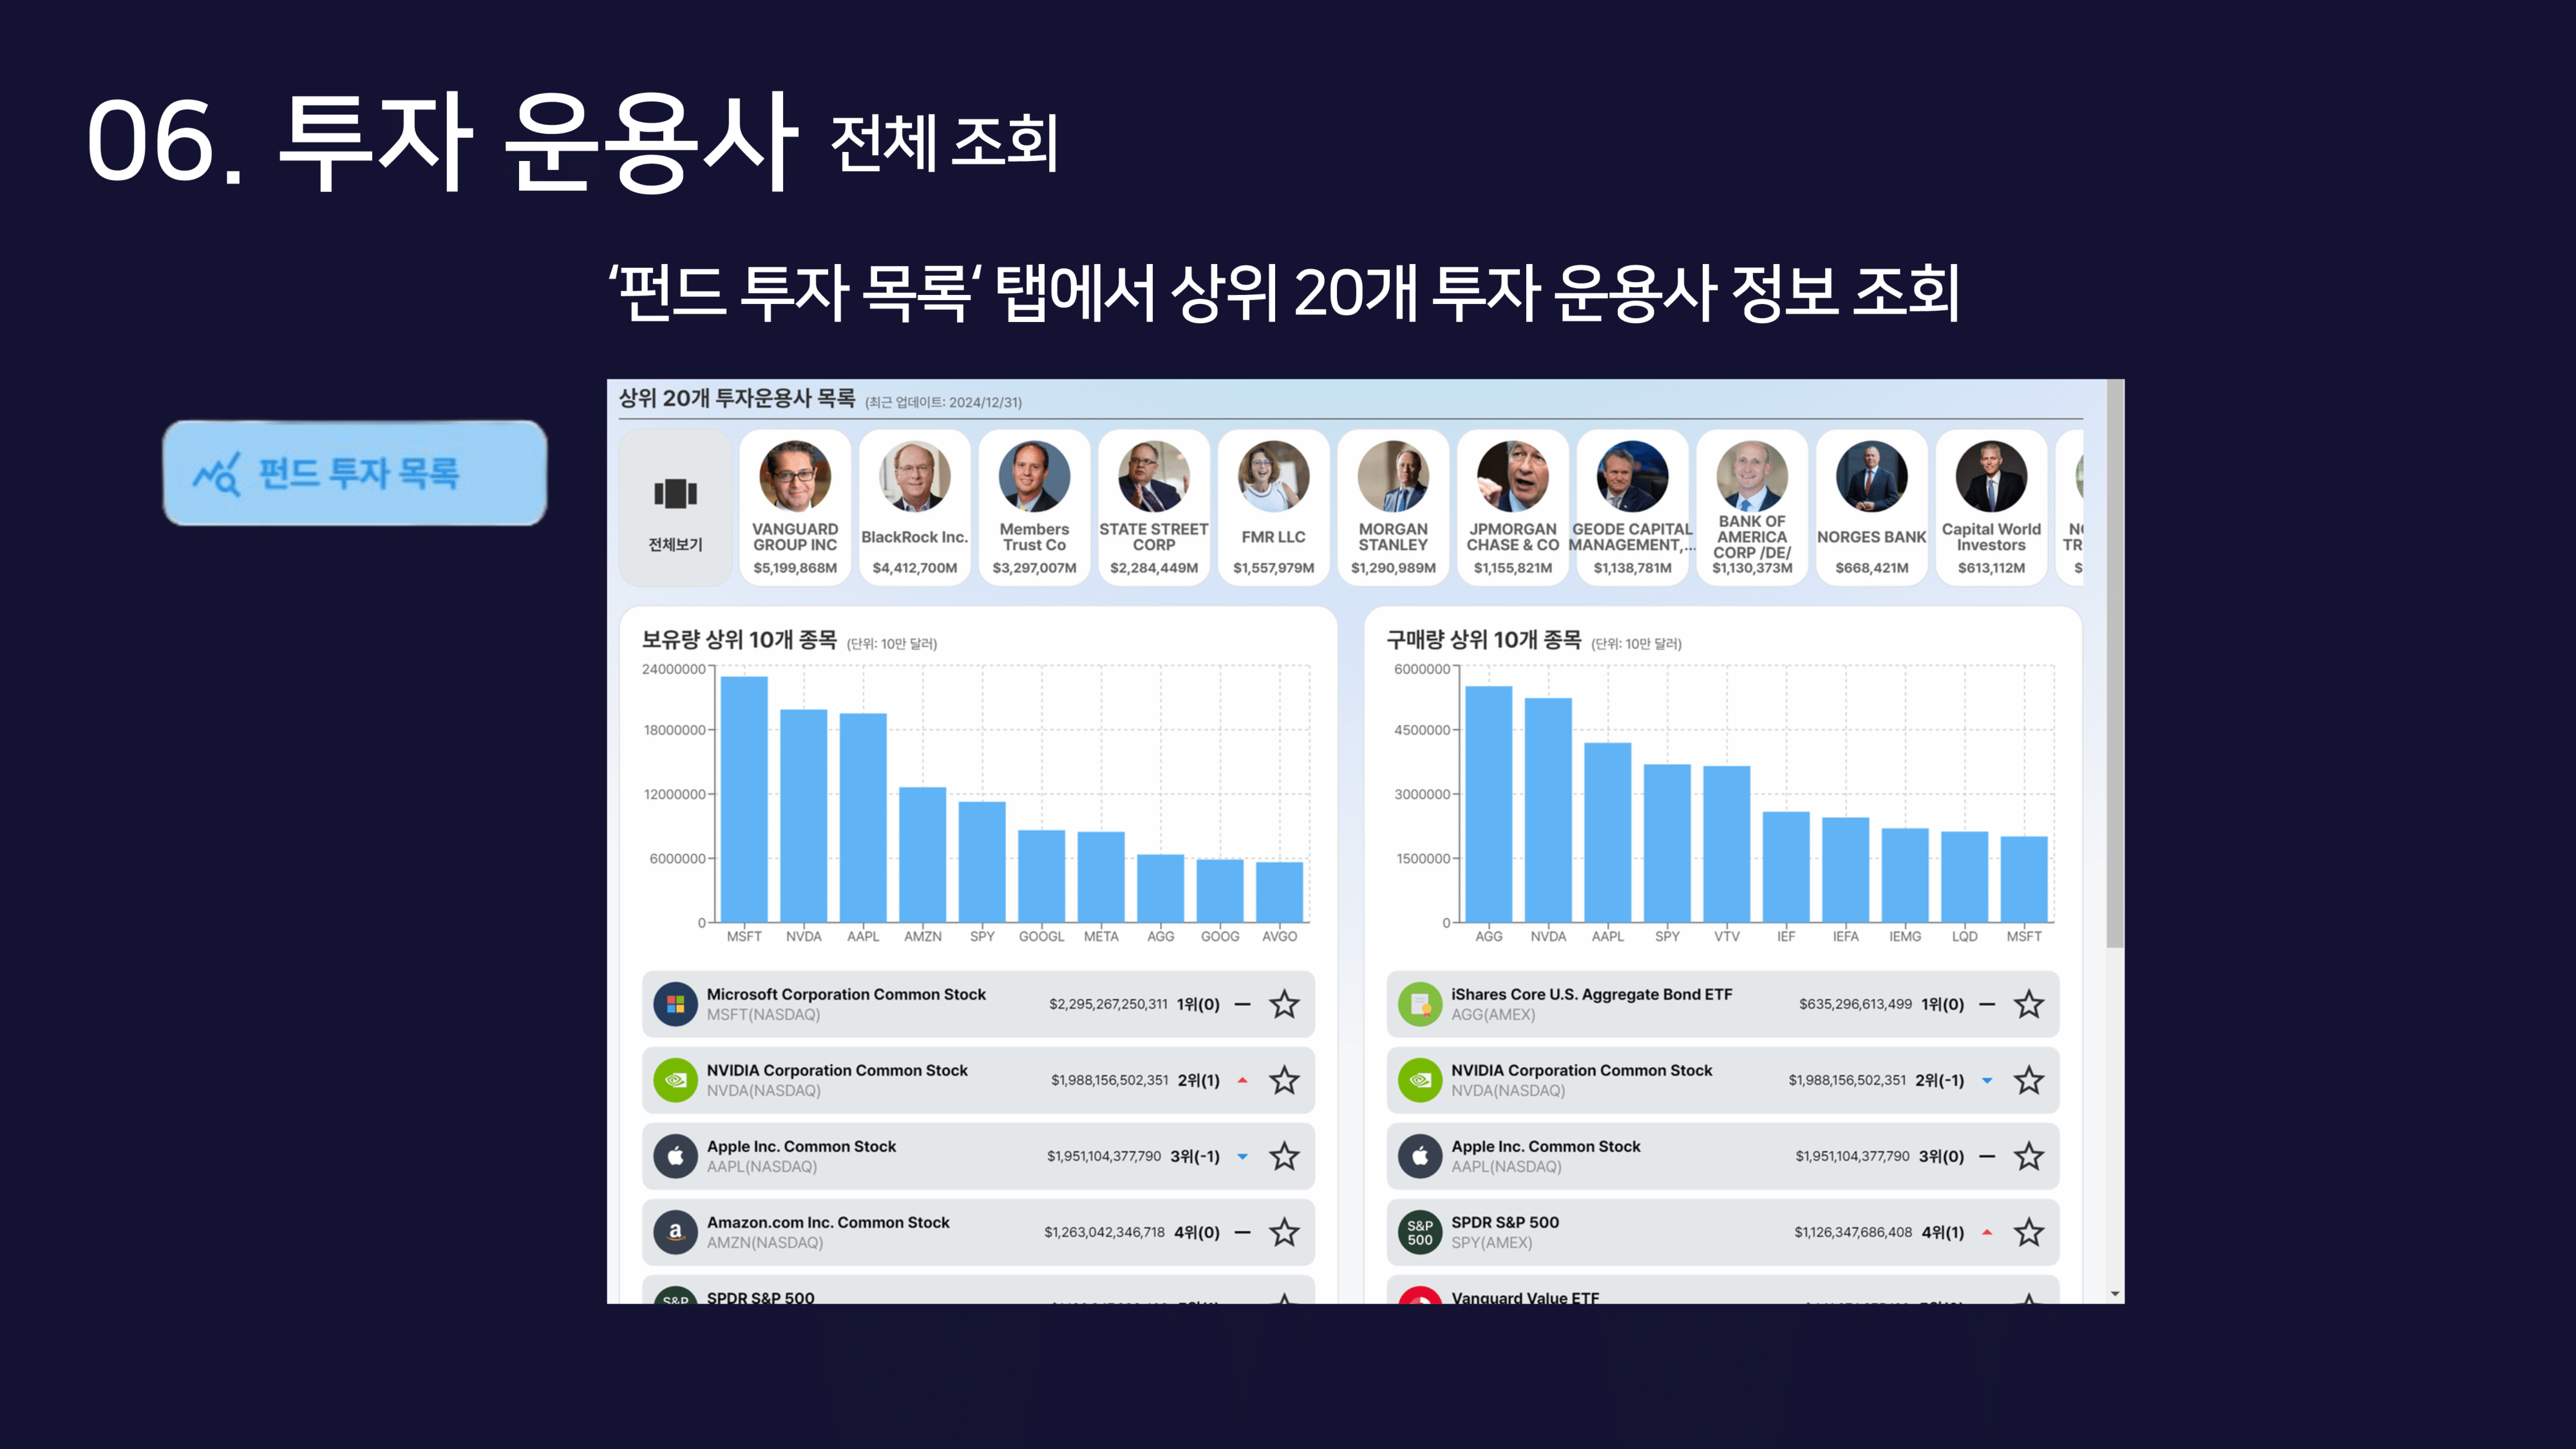 06. 투자 운용사 전체 조회
‘펀드 투자 목록‘ 탭에서 상위 20개 투자 운용사 정보 조회
펀드 투자 목록
상위 20개 투자운용사 목록 (최근 업데이트: 2024/12/31)
전체보기
VANGUARD
GROUP INC
$5,199,868M
BlackRock Inc.
$4,412,700M
Members
Trust Co
$3,297,007M
STATE STREET
CORP
$2,284,449M
FMR LLC
$1,557,979M
MORGAN
STANLEY
$1,290,989M
JPMORGAN
CHASE & CO
$1,155,821M
GEODE CAPITAL
MANAGEMENT,...
$1,138,781M
BANK OF
AMERICA
CORP /DE/
$1,130,373M
NORGES BANK
$668,421M
Capital World
Investors
$613,112M
TR
$
보유량 상위 10개 종목 (단위: 10만 달러)
24000000
18000000
12000000
6000000
0
MSFT NVDA AAPL AMZN SPY GOOGL META AGG GOOG AVGO
Microsoft Corporation Common Stock
MSFT(NASDAQ)
$2,295,267,250,311 1위(0)
NVIDIA Corporation Common Stock
NVDA(NASDAQ)
$1,988,156,502,351 2위(1)
Apple Inc. Common Stock
AAPL(NASDAQ)
$1,951,104,377,790 3위(-1)
Amazon.com Inc. Common Stock
AMZN(NASDAQ)
$1,263,042,346,718 4위(0)
S&P
SPDR S&P 500
구매량 상위 10개 종목 (단위: 10만 달러)
6000000
4500000
3000000
1500000
0
AGG NVDA AAPL SPY VTV IEF IEFA IEMG LQD MSFT
iShares Core U.S. Aggregate Bond ETF
AGG(AMEX)
$635,296,613,499 1위(0)
NVIDIA Corporation Common Stock
NVDA(NASDAQ)
$1,988,156,502,351 2위(-1)
Apple Inc. Common Stock
AAPL(NASDAQ)
$1,951,104,377,790 3위(0)
S&P
500
SPDR S&P 500
SPY(AMEX)
$1,126,347,686,408 4위(1)
Vanguard Value ETF